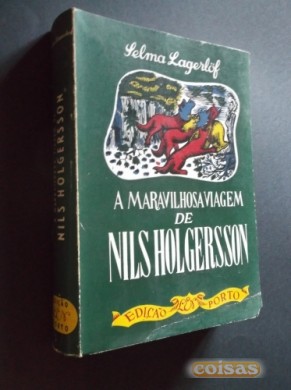 Selma Lagerlöf
A MARAVILHOSA VIAGEM
DE
NILS HOLGERSSON
EDIÇÃO
PORTO
NILS HOLGERSSON
coisas